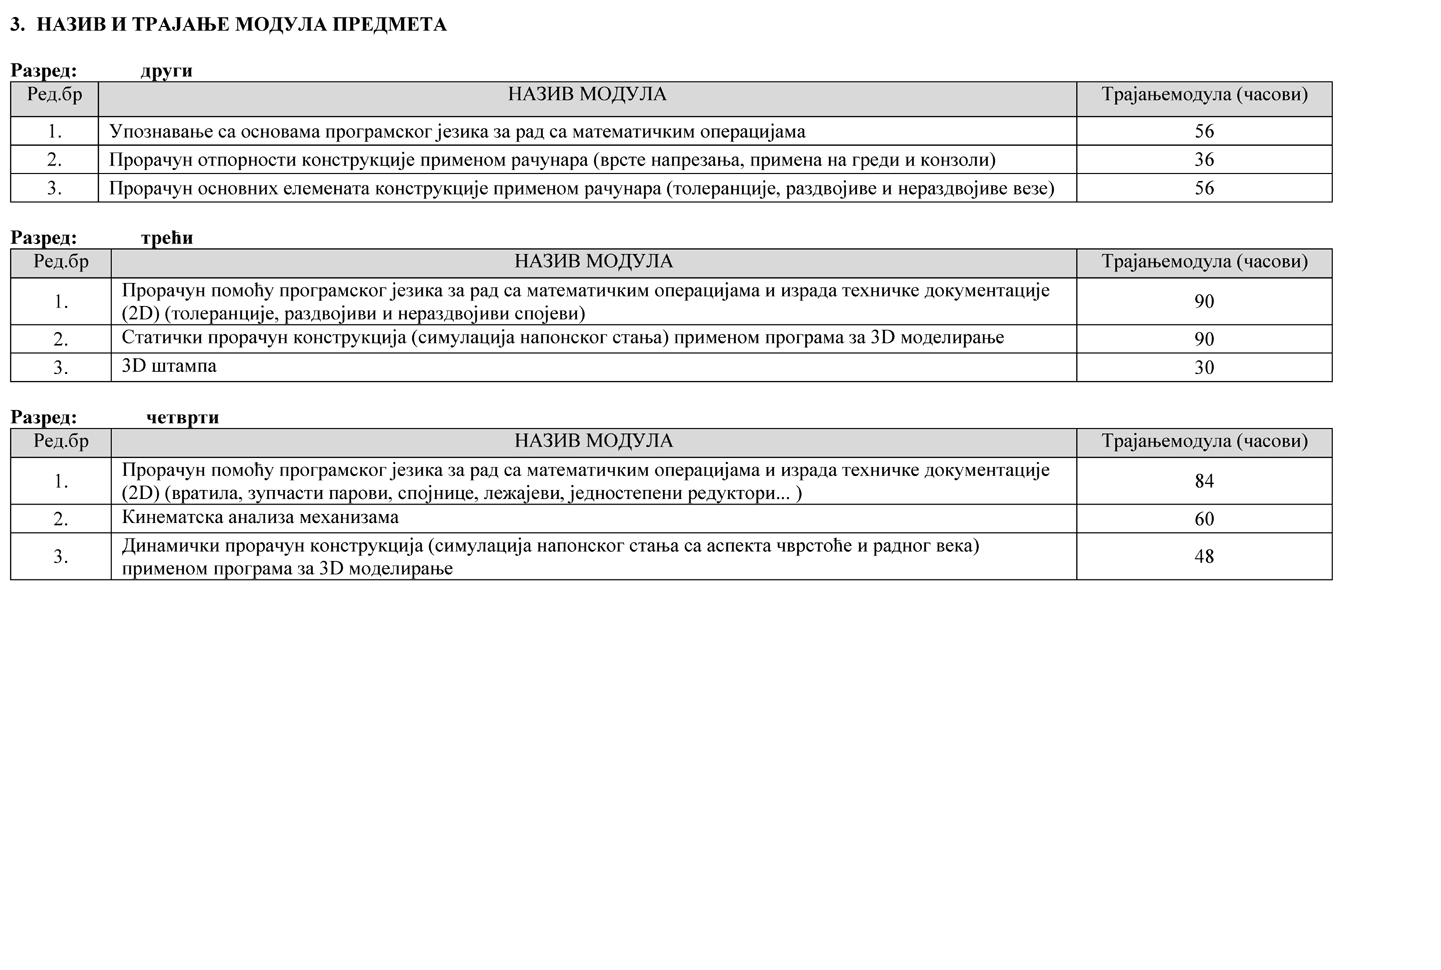 3. НАЗИВ И ТРАЈАЊЕ МОДУЛА ПРЕДМЕТА
Разред: други
Ред.бр НАЗИВ МОДУЛА Трајањемодула (часови)
1. Упознавање са основама програмског језика за рад са математичким операцијама 56
2. Прорачун отпорности конструкције применом рачунара (врсте напрезања, примена на греди и конзоли) 36
3. Прорачун основних елемената конструкције применом рачунара (толеранције, раздвојиве и нераздвојиве везе) 56
Разред: трећи
Ред.бр НАЗИВ МОДУЛА Трајањемодула (часови)
1. Прорачун помоћу програмског језика за рад са математичким операцијама и израда техничке документације
(2D) (толеранције, раздвојиви и нераздвојиви спојеви) 90
2. Статички прорачун конструкција (симулација напонског стања) применом програма за 3D моделирање 90
3. 3D штампа 30
Разред: четврти
Ред.бр НАЗИВ МОДУЛА Трајањемодула (часови)
1. Прорачун помоћу програмског језика за рад са математичким операцијама и израда техничке документације
(2D) (вратила, зупчасти парови, спојнице, лежајеви, једностепени редуктори... ) 84
2. Кинематска анализа механизама 60
3. Динамички прорачун конструкција (симулација напонског стања са аспекта чврстоће и радног века)
применом програма за 3D моделирање 48